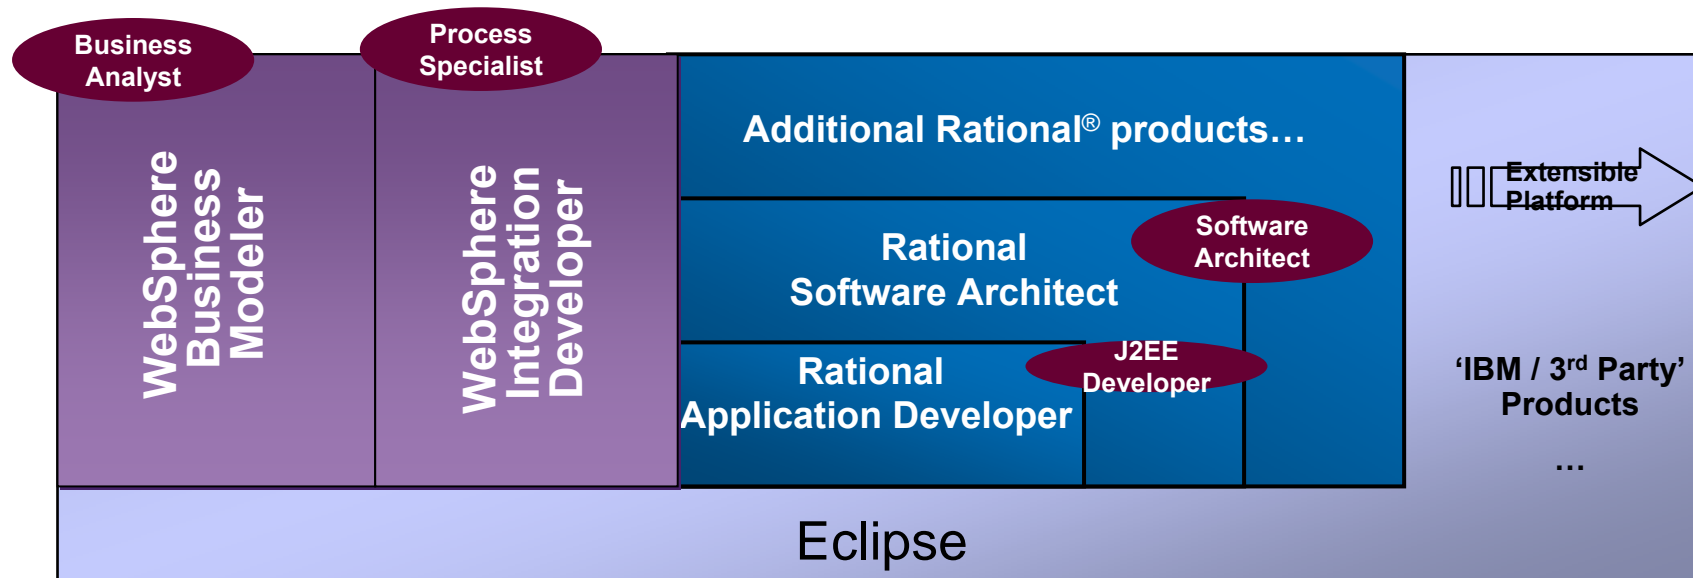 Business
Analyst
Process
Specialist
WebSphere
Business
Modeler
WebSphere
Integration
Developer
Additional Rational® products…
Rational
Software Architect
Software
Architect
Rational
Application Developer
J2EE
Developer
Extensible
Platform
‘IBM / 3rd Party’
Products
…
Eclipse